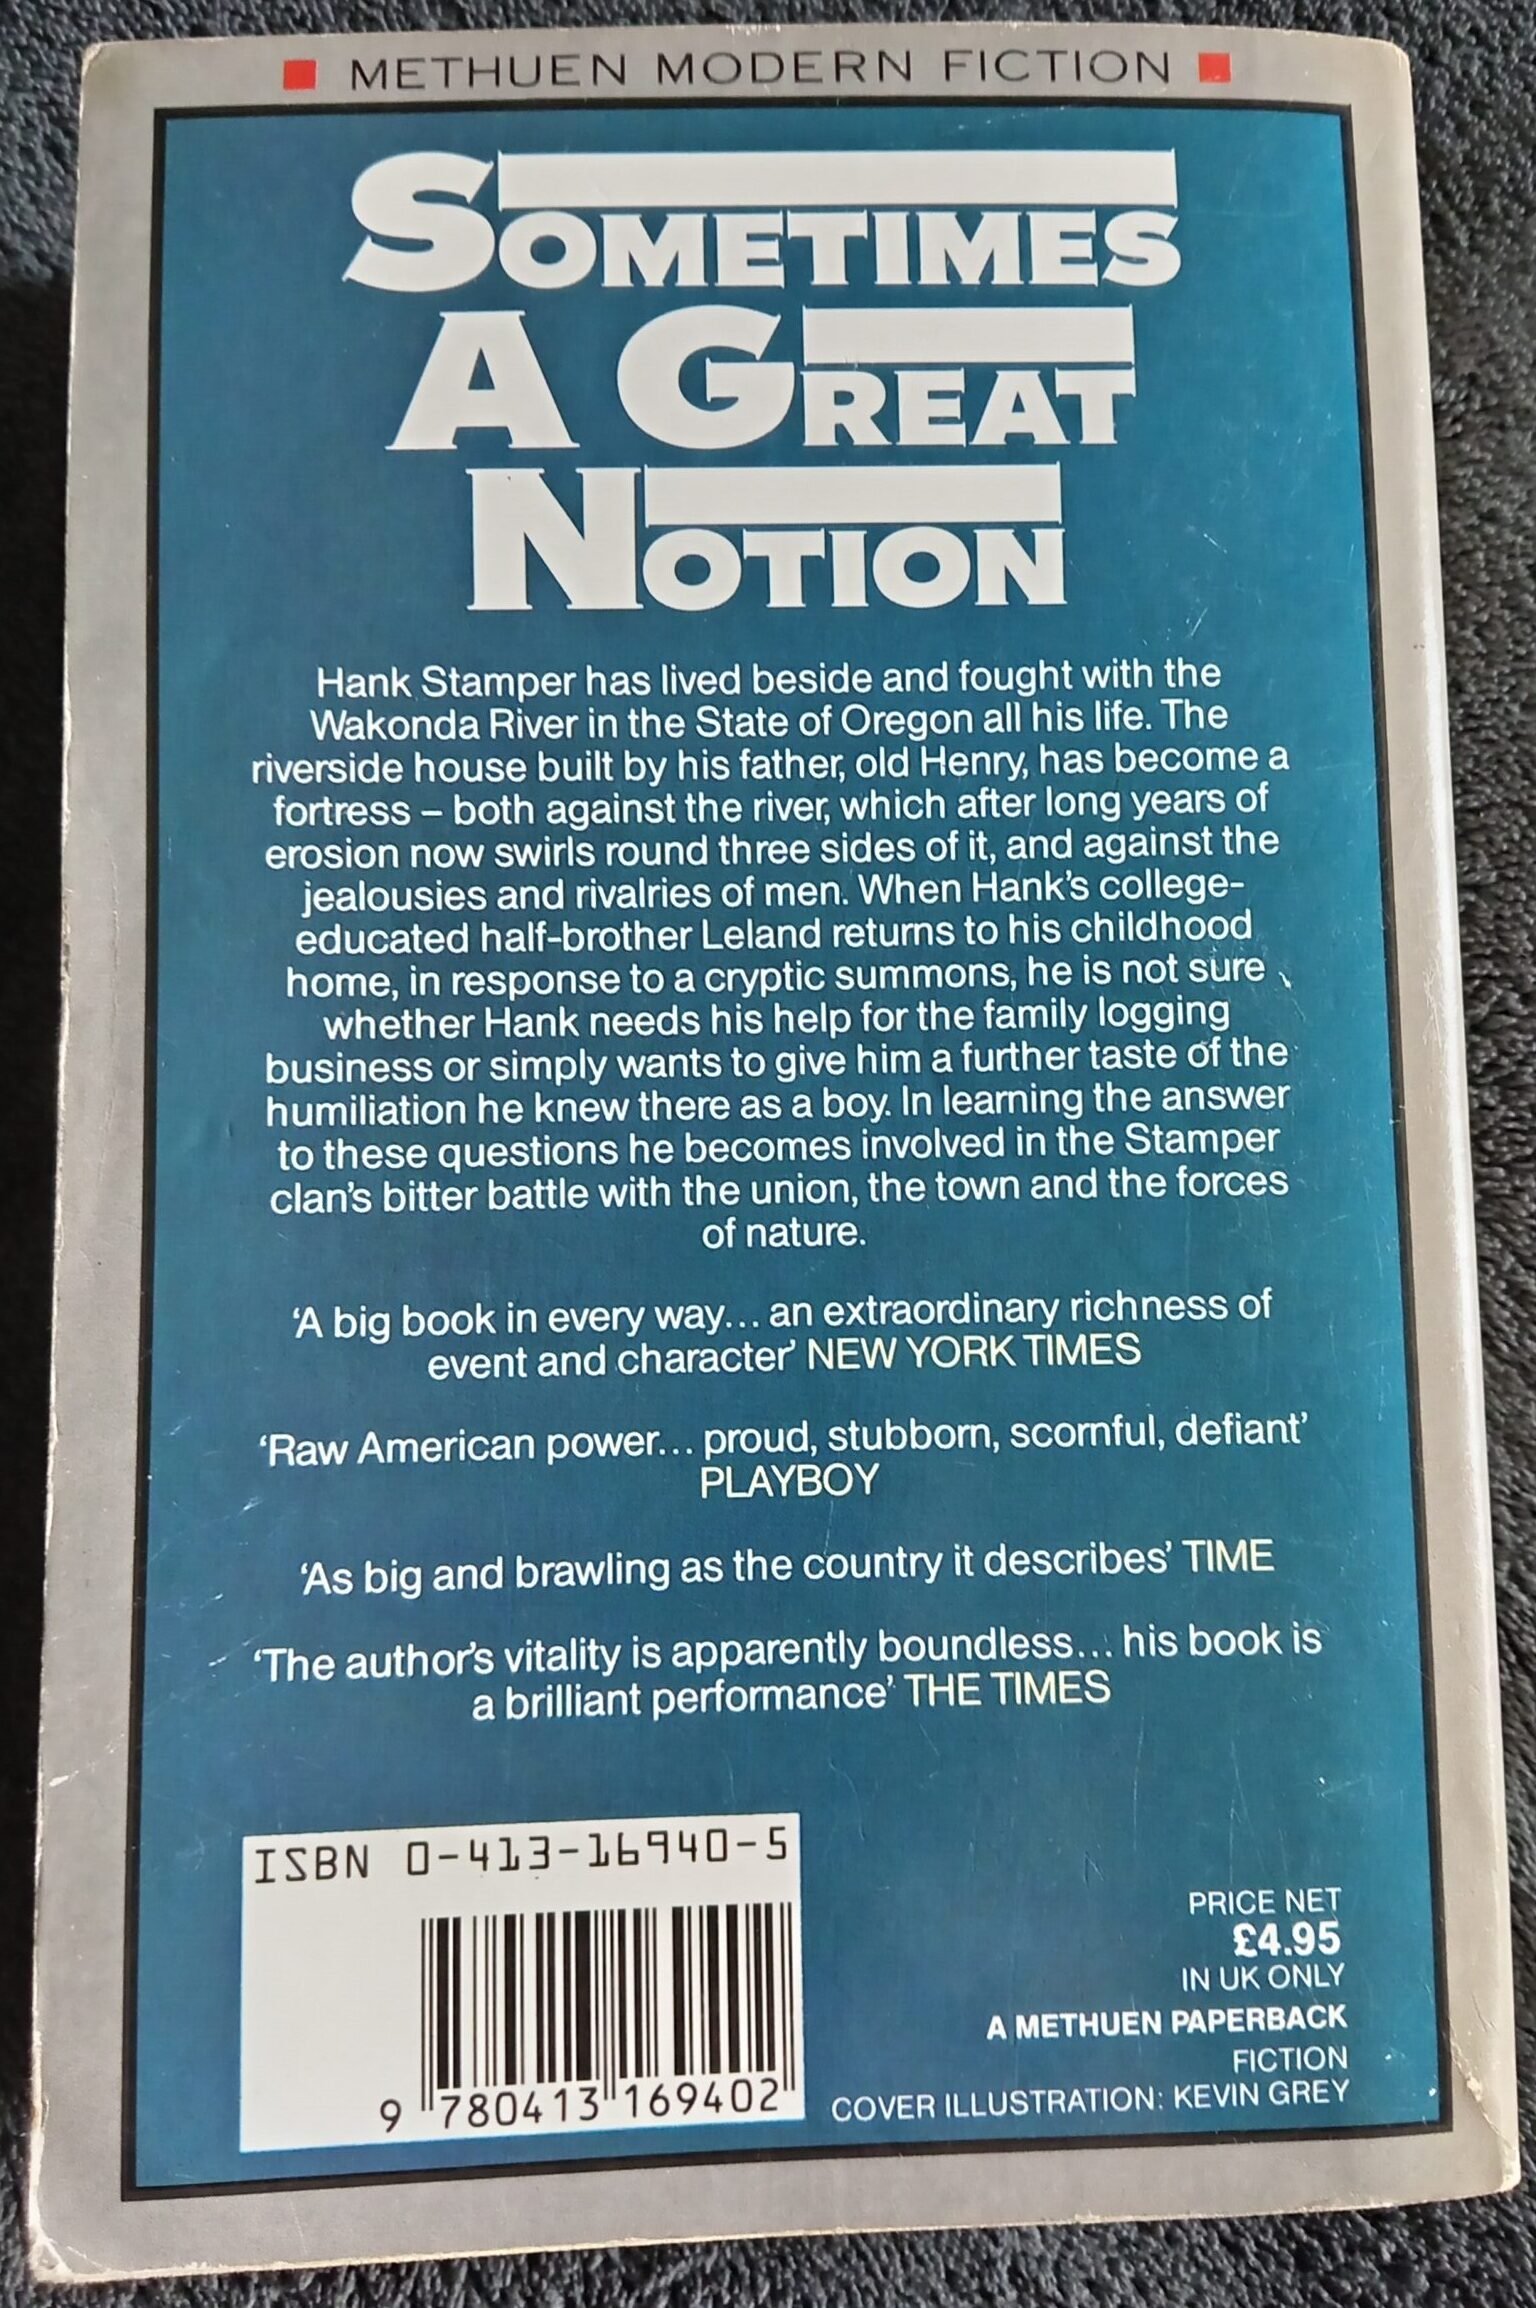 METHUEN MODERN FICTION
SOMETIMES
A GREAT
NOTION
Hank Stamper has lived beside and fought with the
Wakonda River in the State of Oregon all his life. The
riverside house built by his father, old Henry, has become a
fortress – both against the river, which after long years of
erosion now swirls round three sides of it, and against the
jealousies and rivalries of men. When Hank's college-
educated half-brother Leland returns to his childhood
home, in response to a cryptic summons, he is not sure
whether Hank needs his help for the family logging
business or simply wants to give him a further taste of the
humiliation he knew there as a boy. In learning the answer
to these questions he becomes involved in the Stamper
clan's bitter battle with the union, the town and the forces
of nature.
‘A big book in every way... an extraordinary richness of
event and character’ NEW YORK TIMES
‘Raw American power... proud, stubborn, scornful, defiant’
PLAYBOY
‘As big and brawling as the country it describes’ TIME
‘The author's vitality is apparently boundless... his book is
a brilliant performance’ THE TIMES
ISBN 0-413-16940-5
9 780413 169402
PRICE NET
£4.95
IN UK ONLY
A METHUEN PAPERBACK
FICTION
COVER ILLUSTRATION: KEVIN GREY